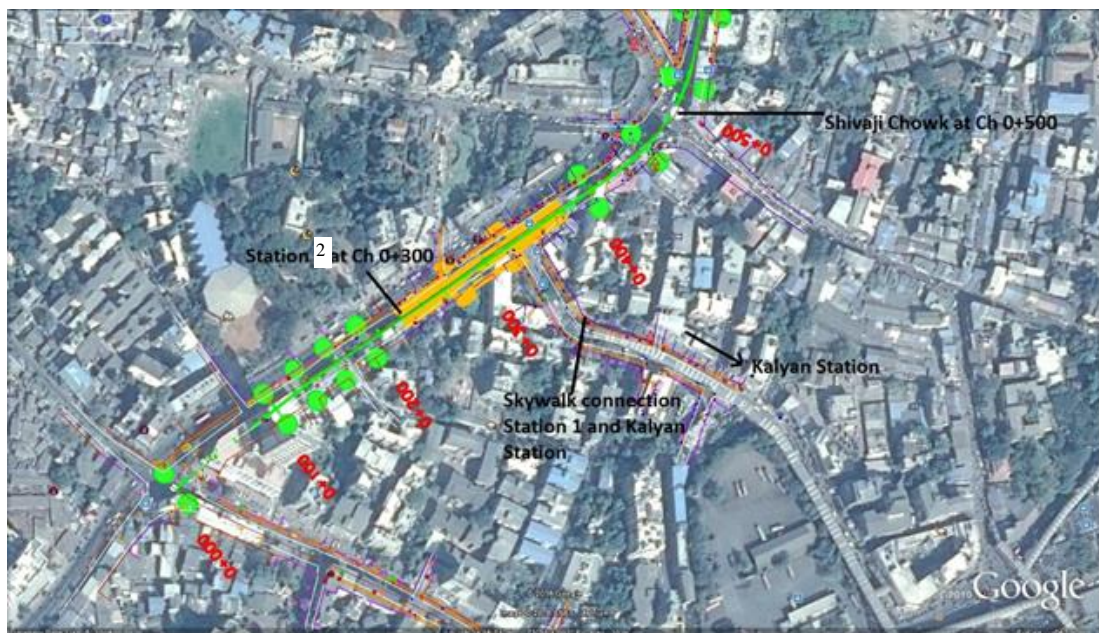 Shivaji Chowk at Ch 0+500
0+500
Station 2 at Ch 0+300
0+400
0+300
Kalyan Station
0+200
Skywalk connection
Station 1 and Kalyan
Station
0+100
0+000
Google